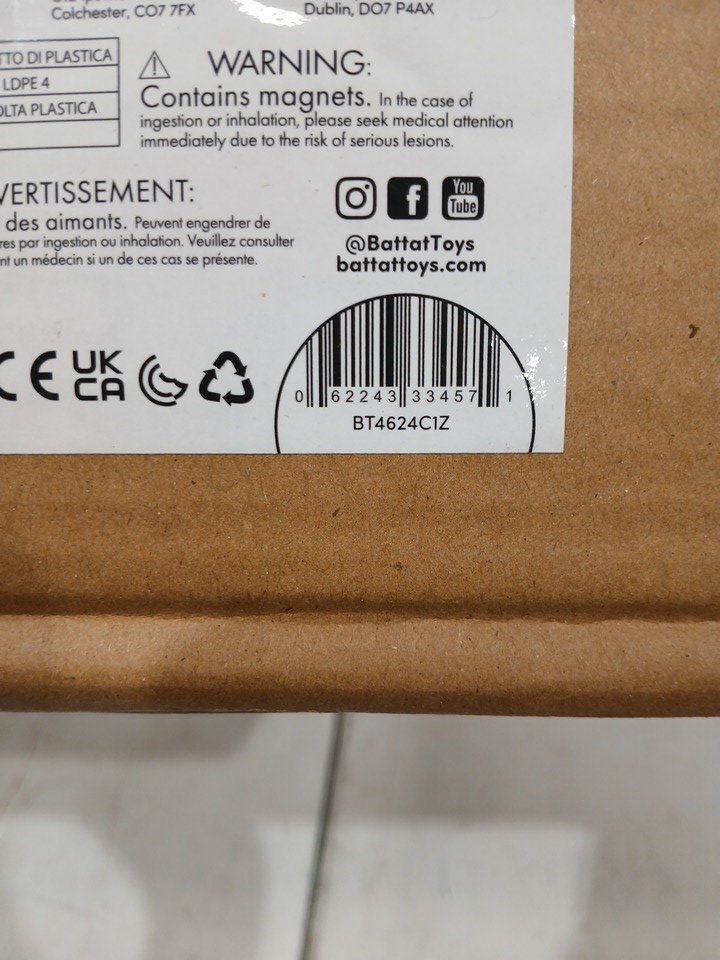 Colchester, CO7 7FX
Dublin, DO7 P4AX
TTO DI PLASTICA
LDPE 4
OLTA PLASTICA
WARNING:
Contains magnets. In the case of
ingestion or inhalation, please seek medical attention
immediately due to the risk of serious lesions.
VERTISSEMENT:
des aimants. Peuvent engendrer de
res par ingestion ou inhalation. Veuillez consulter
nt un médecin si un de ces cas se présente.
You
Tube
@BattatToys
battattoys.com
CE
UK
CA
0 62243 33457 1
BT4624C1Z